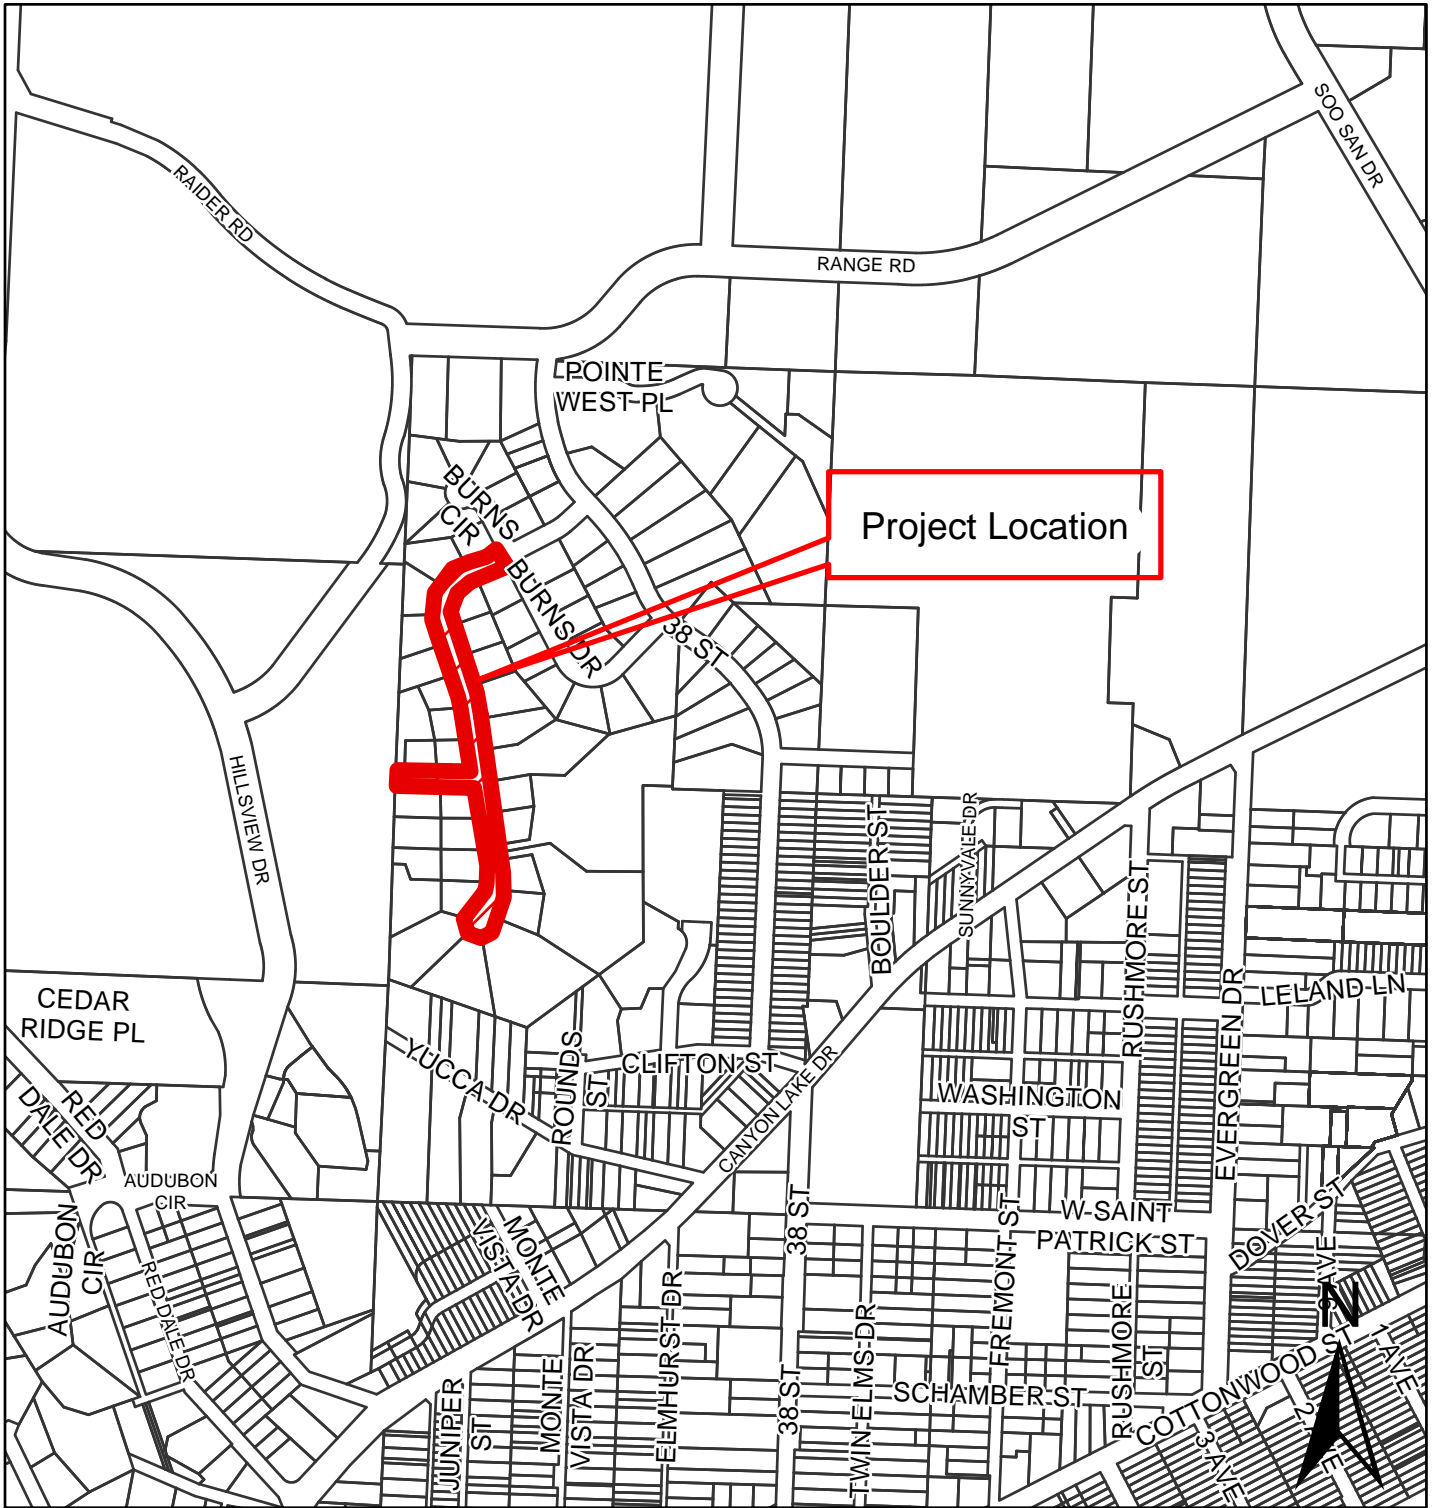 SOO SAN DR
RAIDER RD
RANGE RD
POINTE
WEST PL
BURNS
CIR
Project Location
BURNS DR
38 ST
HILLSVIEW DR
BOULDER ST
SUNNYVALE DR
RUSHMORE ST
EVERGREEN DR
LELAND LN
CEDAR
RIDGE PL
YUCCA DR
ROUNDS
ST
CLIFTON ST
CANYON LAKE DR
WASHINGTON
ST
RED
DALE DR
AUDUBON
CIR
AUDUBON
CIR
RED DALE DR
MONTE
VISTA DR
38 ST
W SAINT
PATRICK ST
FREMONT ST
DOVER ST
9 AVE
N
1 AVE
JUNIPER
ST
MONTE
VISTA DR
ELMHURST DR
38 ST
TWIN ELMS DR
SCHAMBER ST
RUSHMORE
ST
COTTONWOOD
ST
2 AVE
3 AVE